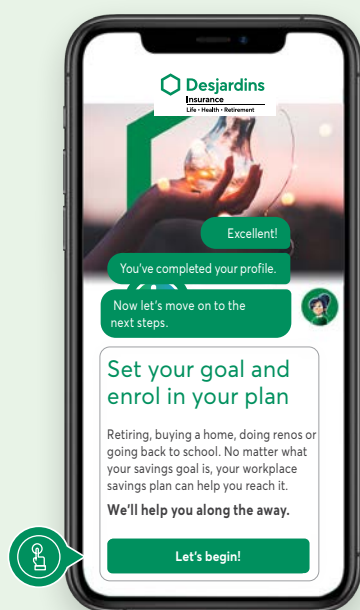 Desjardins
Insurance
Life • Health • Retirement
Excellent!
You've completed your profile.
Now let's move on to the
next steps.
Set your goal and
enrol in your plan
Retiring, buying a home, doing renos or
going back to school. No matter what
your savings goal is, your workplace
savings plan can help you reach it.
We'll help you along the away.
Let's begin!